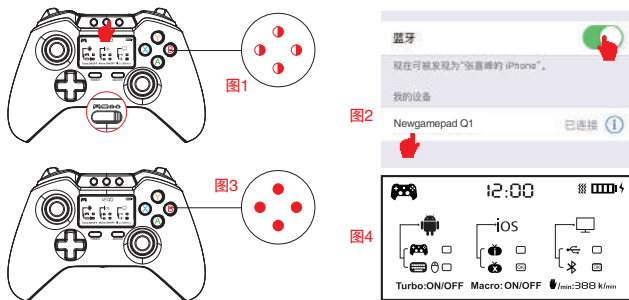 图1
图2
蓝牙
现在可被发现为“张喜峰的 iPhone”。
我的设备
Newgamepad Q1
已连接
图3
X
Y
A
B
图4
12:00
iOS
OK
OK
Turbo:ON/OFF Macro:ON/OFF /min:388 k/min